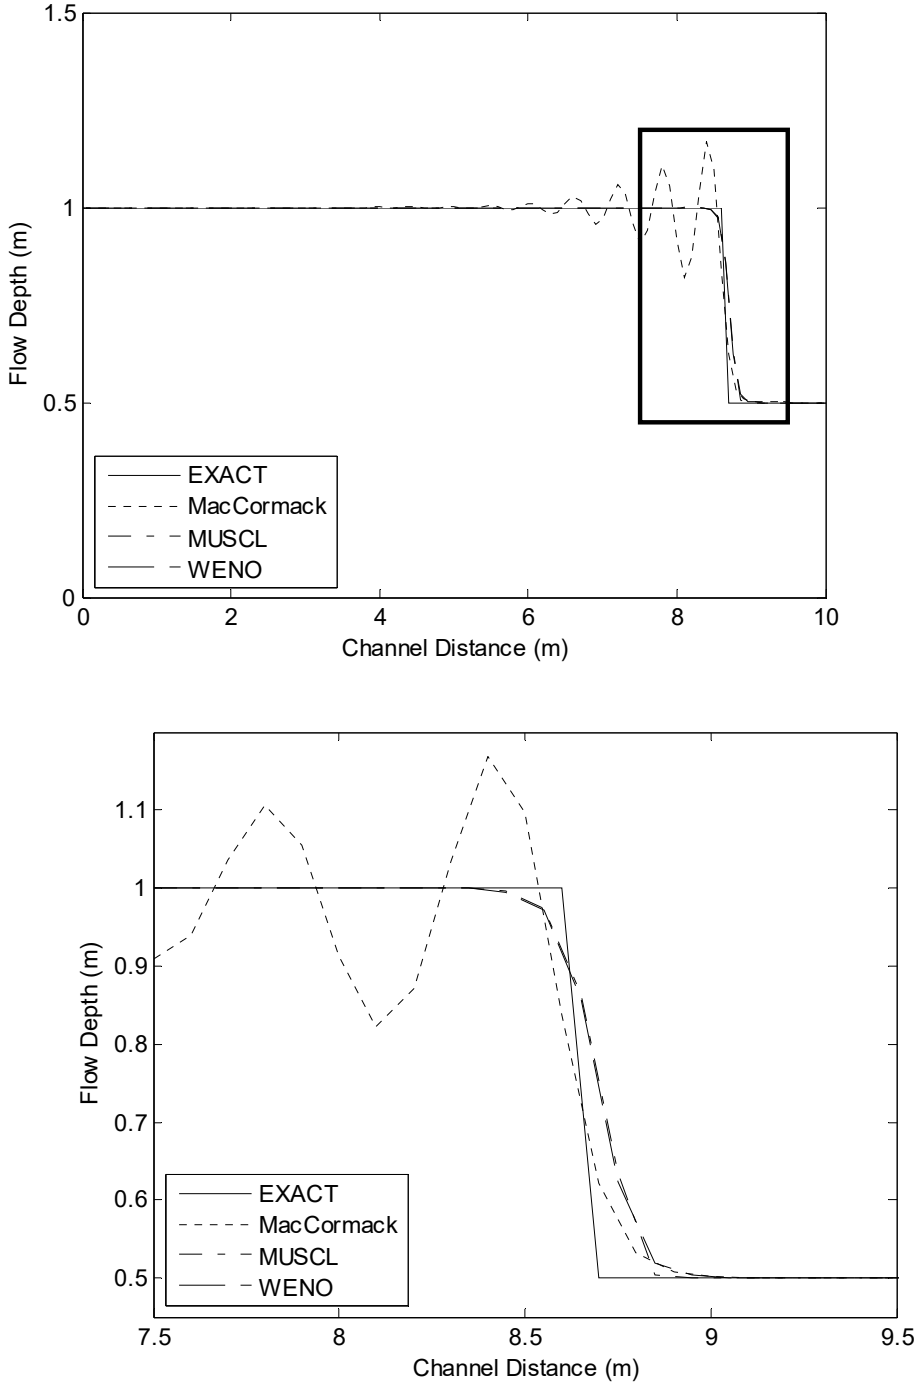 1.5
1
0.5
0
Flow Depth (m)
EXACT
MacCormack
MUSCL
WENO
0 2 4 6 8 10
Channel Distance (m)
1.1
1
0.9
0.8
0.7
0.6
0.5
Flow Depth (m)
EXACT
MacCormack
MUSCL
WENO
7.5 8 8.5 9 9.5
Channel Distance (m)